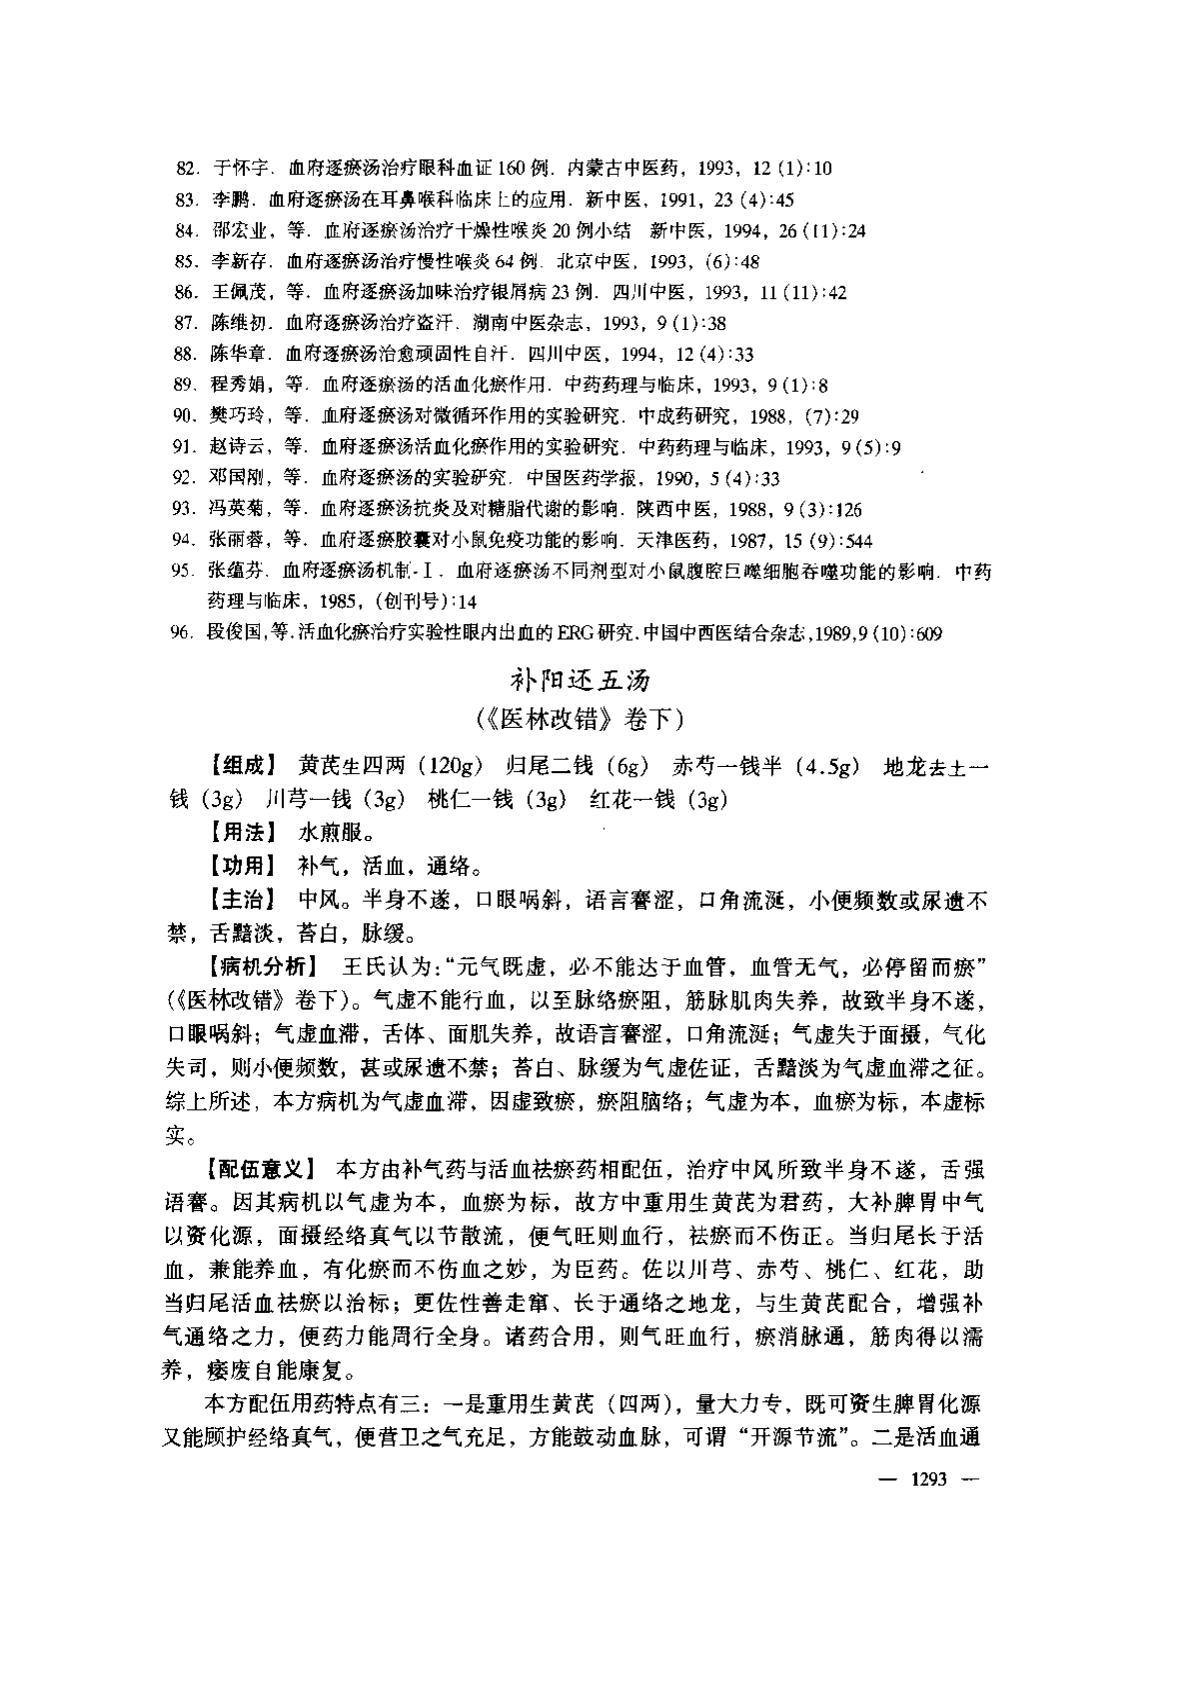 82. 于怀字. 血府逐瘀汤治疗眼科血证160例. 内蒙古中医药, 1993, 12 (1):10
83. 李鹏. 血府逐瘀汤在耳鼻喉科临床上的应用. 新中医, 1991, 23 (4):45
84. 邵宏业, 等. 血府逐瘀汤治疗干燥性喉炎20例小结 新中医, 1994, 26 (11):24
85. 李新存. 血府逐瘀汤治疗慢性喉炎64例. 北京中医, 1993, (6):48
86. 王佩茂, 等. 血府逐瘀汤加味治疗银屑病23例. 四川中医, 1993, 11 (11):42
87. 陈维初. 血府逐瘀汤治疗盗汗. 湖南中医杂志, 1993, 9 (1):38
88. 陈华章. 血府逐瘀汤治愈顽固性自汗. 四川中医, 1994, 12 (4):33
89. 程秀娟, 等. 血府逐瘀汤的活血化瘀作用. 中药药理与临床, 1993, 9 (1):8
90. 樊巧玲, 等. 血府逐瘀汤对微循环作用的实验研究. 中成药研究, 1988, (7):29
91. 赵诗云, 等. 血府逐瘀汤活血化瘀作用的实验研究. 中药药理与临床, 1993, 9 (5):9
92. 邓国刚, 等. 血府逐瘀汤的实验研究. 中国医药学报, 1990, 5 (4):33
93. 冯英菊, 等. 血府逐瘀汤抗炎及对糖脂代谢的影响. 陕西中医, 1988, 9 (3):126
94. 张丽蓉, 等. 血府逐瘀胶囊对小鼠免疫功能的影响. 天津医药, 1987, 15 (9):544
95. 张蕴芬. 血府逐瘀汤机制-Ⅰ. 血府逐瘀汤不同剂型对小鼠腹腔巨噬细胞吞噬功能的影响. 中药
药理与临床, 1985, (创刊号):14
96. 段俊国,等.活血化瘀治疗实验性眼内出血的ERG研究.中国中西医结合杂志,1989,9 (10):609
补阳还五汤
(《医林改错》卷下)
【组成】 黄芪生四两 (120g) 归尾二钱 (6g) 赤芍一钱半 (4.5g) 地龙去土一
钱 (3g) 川芎一钱 (3g) 桃仁一钱 (3g) 红花一钱 (3g)
【用法】 水煎服。
【功用】 补气，活血，通络。
【主治】 中风。半身不遂，口眼㖞斜，语言謇涩，口角流涎，小便频数或尿遗不
禁，舌黯淡，苔白，脉缓。
【病机分析】 王氏认为:“元气既虚，必不能达于血管，血管无气，必停留而瘀”
(《医林改错》卷下)。气虚不能行血，以至脉络瘀阻，筋脉肌肉失养，故致半身不遂，
口眼㖞斜；气虚血滞，舌体、面肌失养，故语言謇涩，口角流涎；气虚失于面摄，气化
失司，则小便频数，甚或尿遗不禁；苔白、脉缓为气虚佐证，舌黯淡为气虚血滞之征。
综上所述，本方病机为气虚血滞，因虚致瘀，瘀阻脑络；气虚为本，血瘀为标，本虚标
实。
【配伍意义】 本方由补气药与活血祛瘀药相配伍，治疗中风所致半身不遂，舌强
语謇。因其病机以气虚为本，血瘀为标，故方中重用生黄芪为君药，大补脾胃中气
以资化源，面摄经络真气以节散流，使气旺则血行，祛瘀而不伤正。当归尾长于活
血，兼能养血，有化瘀而不伤血之妙，为臣药。佐以川芎、赤芍、桃仁、红花，助
当归尾活血祛瘀以治标；更佐性善走窜、长于通络之地龙，与生黄芪配合，增强补
气通络之力，使药力能周行全身。诸药合用，则气旺血行，瘀消脉通，筋肉得以濡
养，痿废自能康复。
本方配伍用药特点有三：一是重用生黄芪（四两)，量大力专，既可资生脾胃化源
又能顾护经络真气，使营卫之气充足，方能鼓动血脉，可谓“开源节流”。二是活血通
— 1293 —